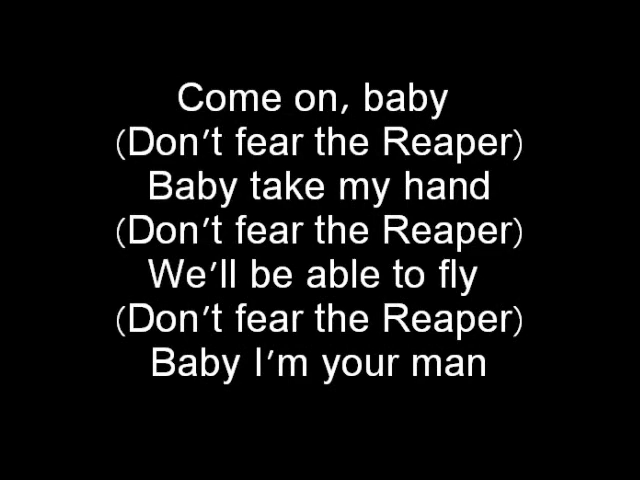 Come on, baby
(Don't fear the Reaper)
Baby take my hand
(Don't fear the Reaper)
We'll be able to fly
(Don't fear the Reaper)
Baby I'm your man